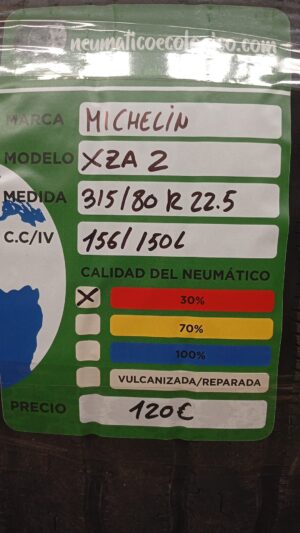 neumaticoecologico.com
MARCA MICHELIN
MODELO XZA 2
MEDIDA 315/80 R 22.5
C.C/IV 156/150L
CALIDAD DEL NEUMÁTICO
X 30%
70%
100%
VULCANIZADA/REPARADA
PRECIO 120€